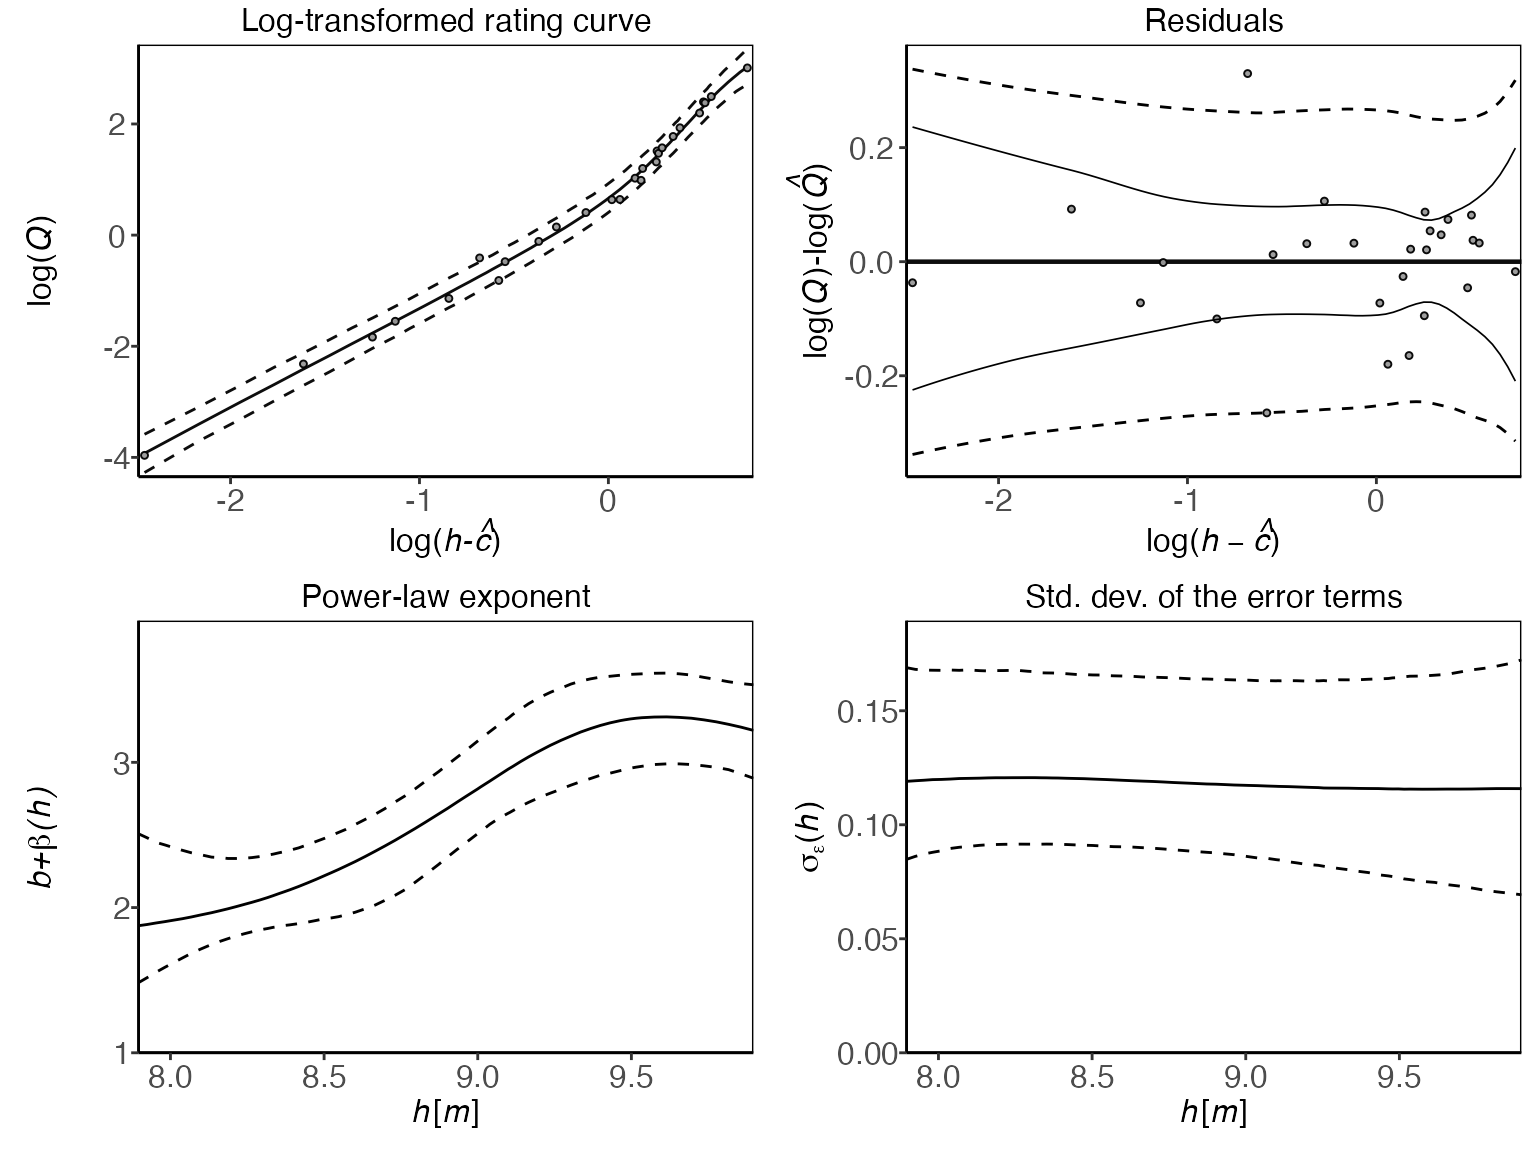 Log-transformed rating curve
log(Q)
2
0
-2
-4
-2 -1 0
log(h-ĉ)
Residuals
log(Q)-log(Q̂)
0.2
0.0
-0.2
-2 -1 0
log(h – ĉ)
Power-law exponent
b+β(h)
3
2
1
8.0 8.5 9.0 9.5
h[m]
Std. dev. of the error terms
σε(h)
0.15
0.10
0.05
0.00
8.0 8.5 9.0 9.5
h[m]